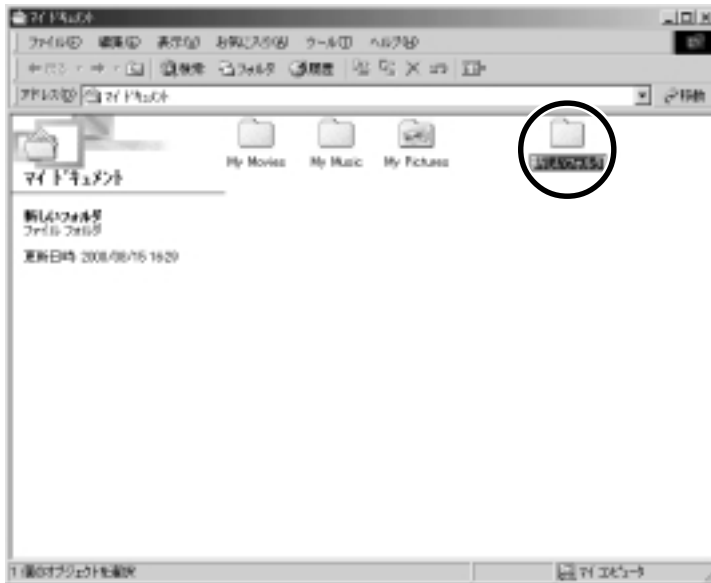 マイ ドキュメント
ファイル(F) 編集(E) 表示(V) お気に入り(A) ツール(T) ヘルプ(H)
戻る 検索 フォルダ 履歴
アドレス(D) マイ ドキュメント 移動
My Movies My Music My Pictures 新しいフォルダ
マイ ドキュメント
新しいフォルダ
ファイル フォルダ
更新日時: 16:29
1 個のオブジェクトを選択 マイ コンピュータ